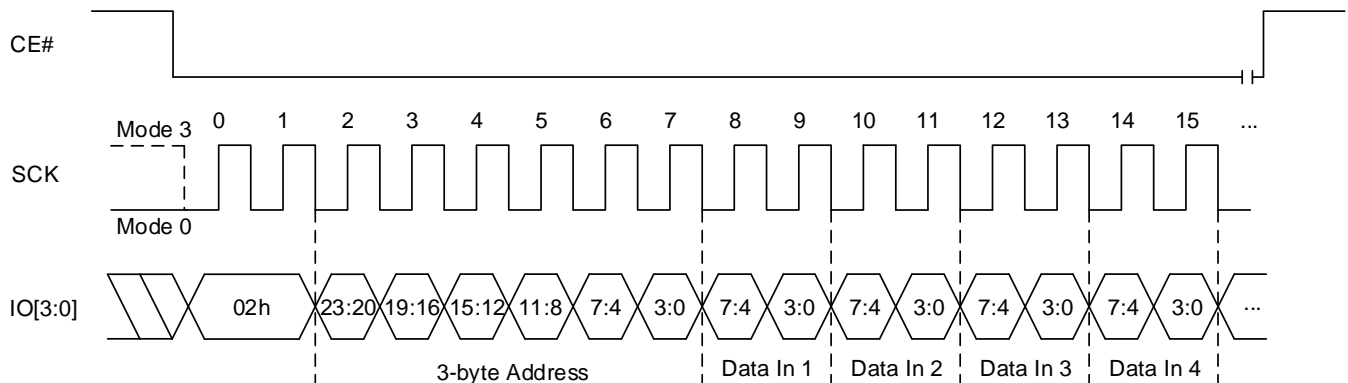 CE#
Mode 3 0 1 2 3 4 5 6 7 8 9 10 11 12 13 14 15 ...
SCK
Mode 0
IO[3:0] 02h 23:20 19:16 15:12 11:8 7:4 3:0 7:4 3:0 7:4 3:0 7:4 3:0 7:4 3:0 ...
3-byte Address Data In 1 Data In 2 Data In 3 Data In 4